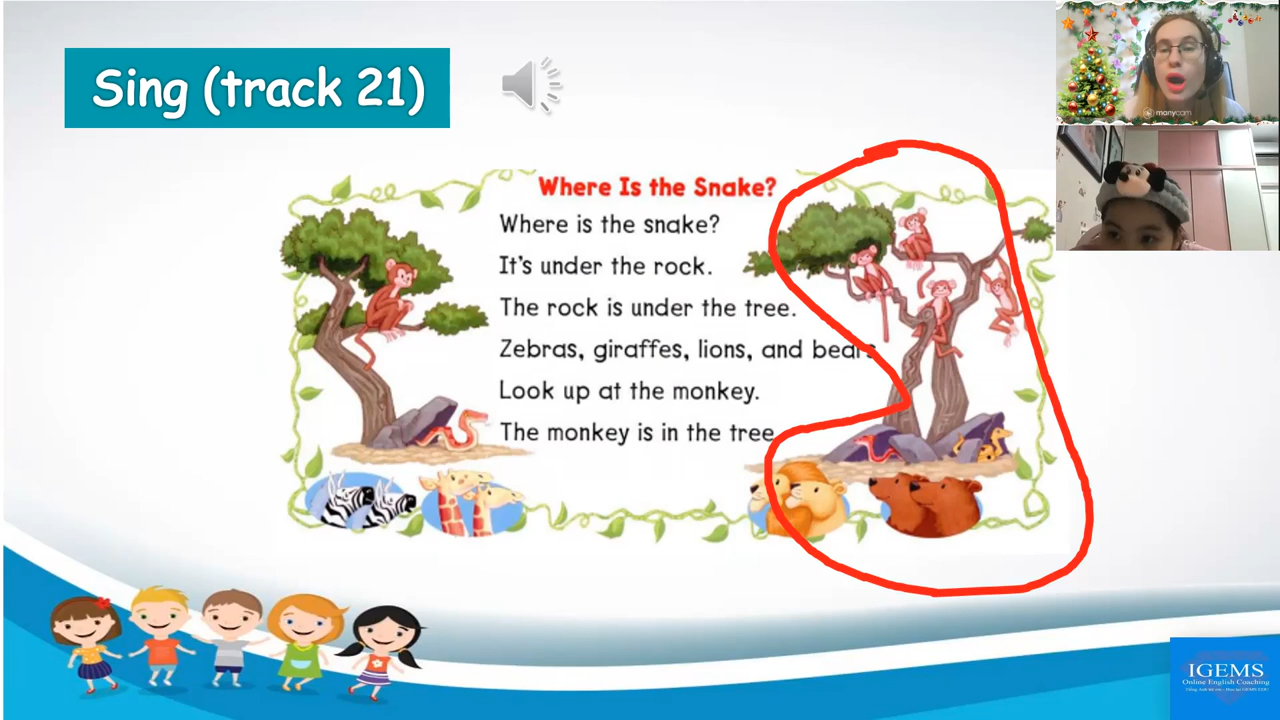 Sing (track 21)
manycam
Where Is the Snake?
Where is the snake?
It's under the rock.
The rock is under the tree.
Zebras, giraffes, lions, and bears
Look up at the monkey.
The monkey is in the tree.
IGEMS
Online English Coaching